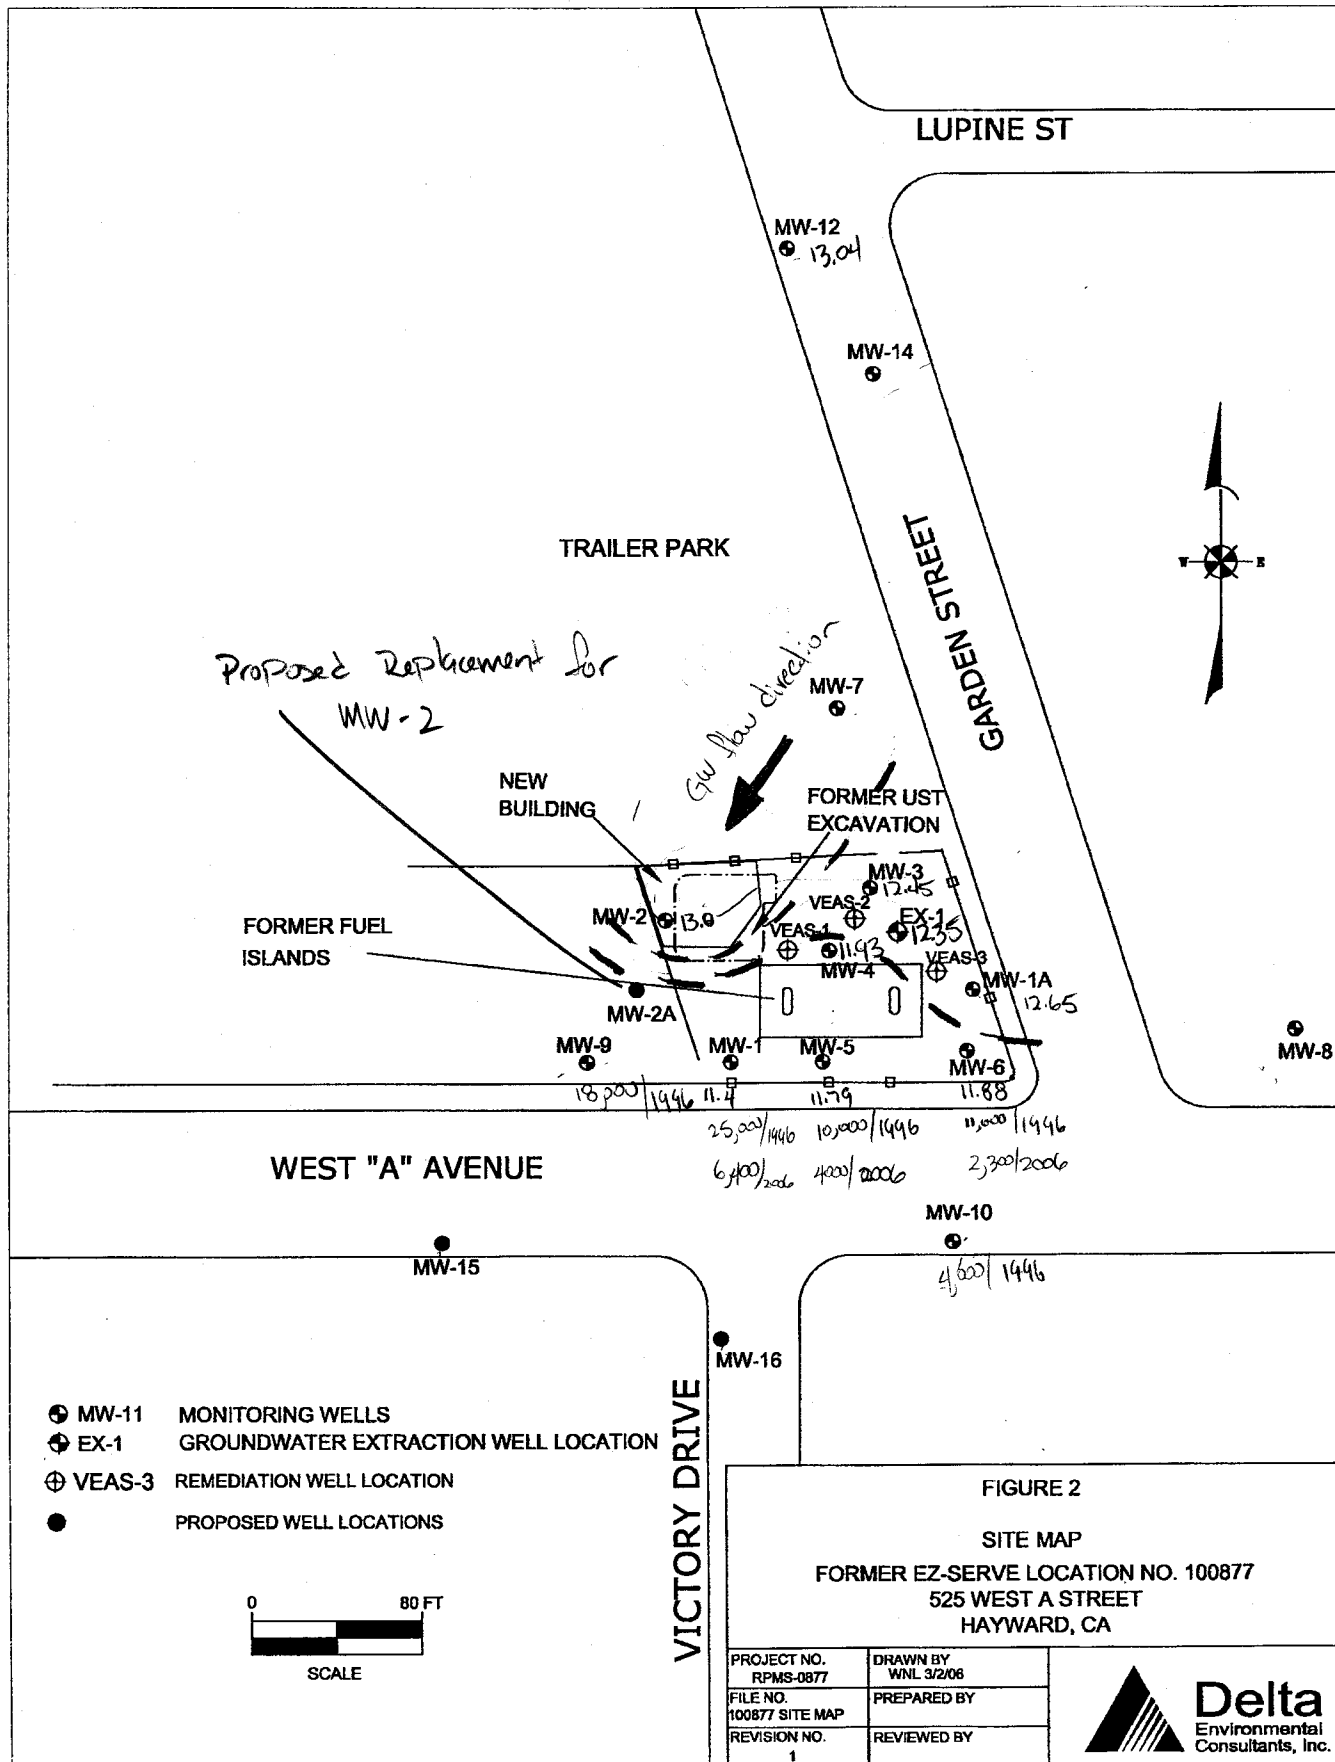 LUPINE ST
MW-12
13.04
MW-14
GARDEN STREET
W E
TRAILER PARK
Proposed Replacement for
MW-2
GW flow direction
MW-7
NEW
BUILDING
FORMER UST
EXCAVATION
MW-3
12.45
VEAS-2
MW-2
13.0
EX-1
12.35
VEAS-1
11.93
MW-4
VEAS-3
FORMER FUEL
ISLANDS
MW-1A
12.65
MW-2A
MW-9
MW-1
MW-5
MW-6
MW-8
18,000/1996
11.4
11.79
11.88
25,000/1996
10,000/1996
11,000/1996
6,400/2006
4000/2006
2,300/2006
WEST "A" AVENUE
MW-10
4,600/1996
MW-15
MW-16
VICTORY DRIVE
MW-11 MONITORING WELLS
EX-1 GROUNDWATER EXTRACTION WELL LOCATION
VEAS-3 REMEDIATION WELL LOCATION
PROPOSED WELL LOCATIONS
0 80 FT
SCALE
FIGURE 2
SITE MAP
FORMER EZ-SERVE LOCATION NO. 100877
525 WEST A STREET
HAYWARD, CA
PROJECT NO.
RPMS-0877
DRAWN BY
WNL 3/2/06
FILE NO.
100877 SITE MAP
PREPARED BY
REVISION NO.
1
REVIEWED BY
Delta
Environmental
Consultants, Inc.